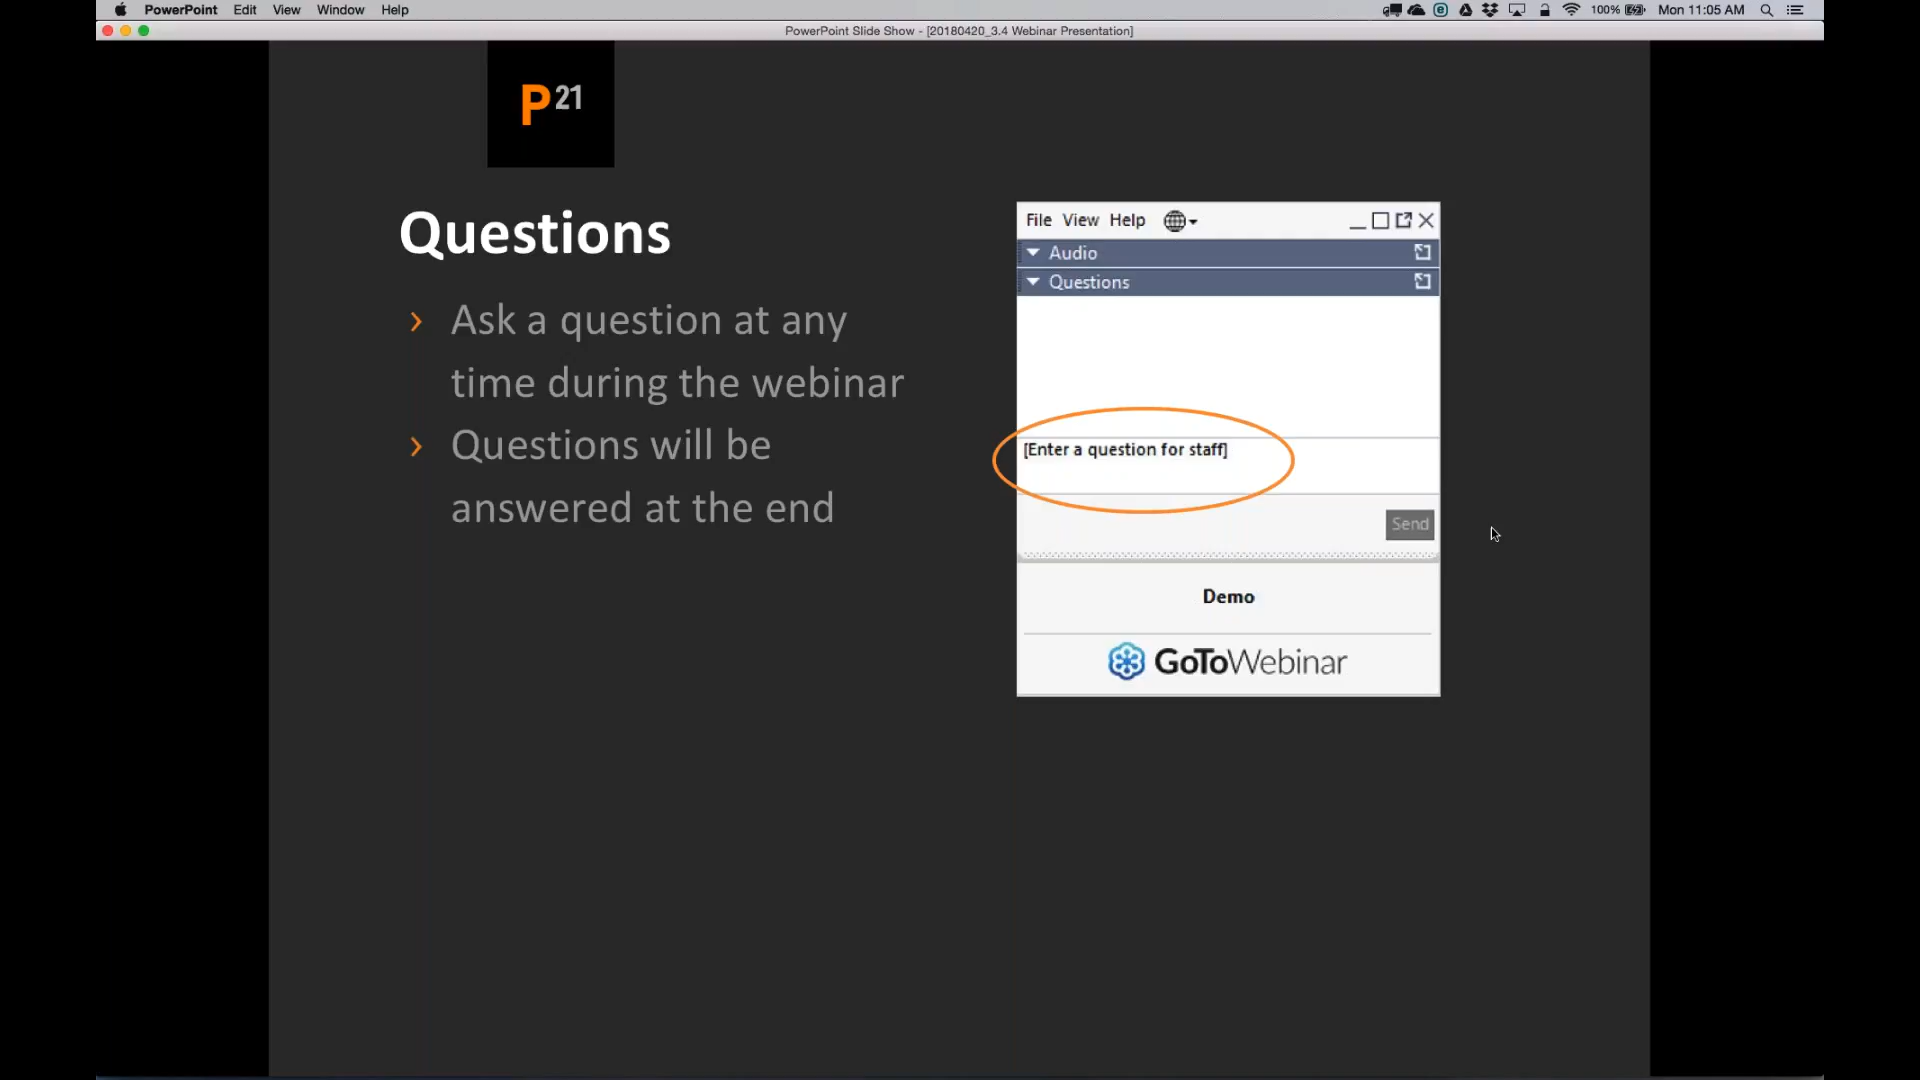 PowerPoint Edit View Window Help 100% Mon 11:05 AM
PowerPoint Slide Show - [20180420_3.4 Webinar Presentation]
P21
Questions
› Ask a question at any
time during the webinar
› Questions will be
answered at the end
File View Help
Audio
Questions
[Enter a question for staff]
Send
Demo
GoToWebinar